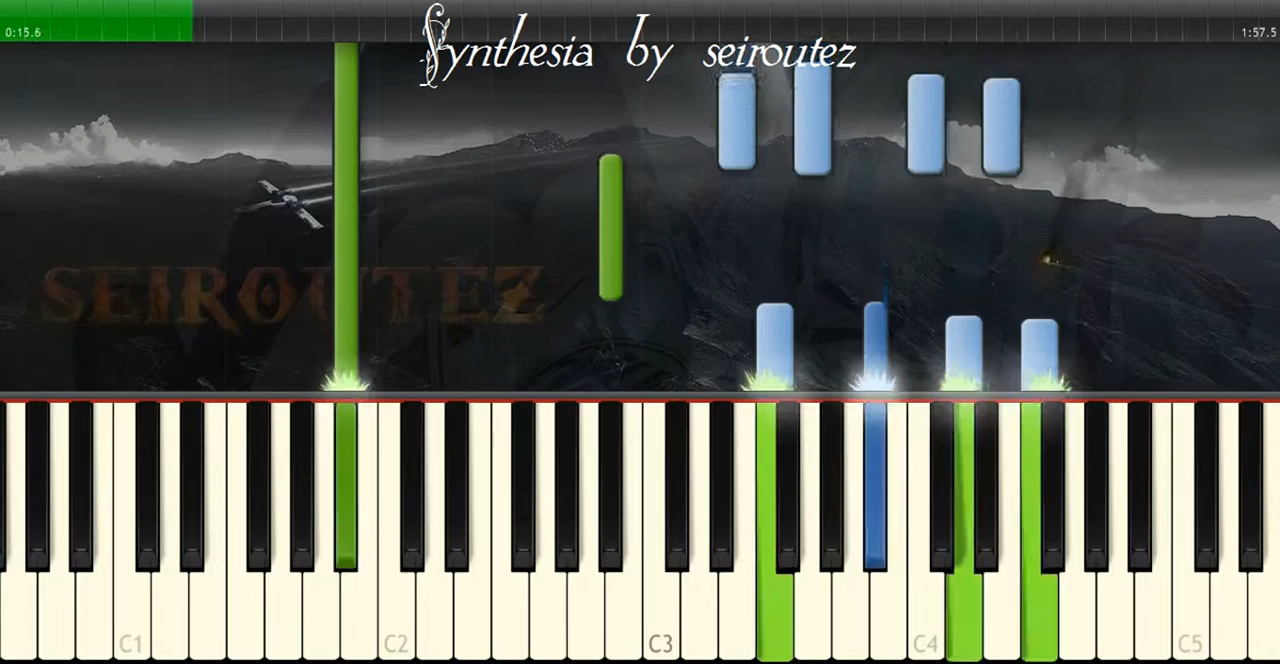 0:15.6
1:57.5
Synthesia by seiroutez
SEIROUTEZ
C1 C2 C3 C4 C5